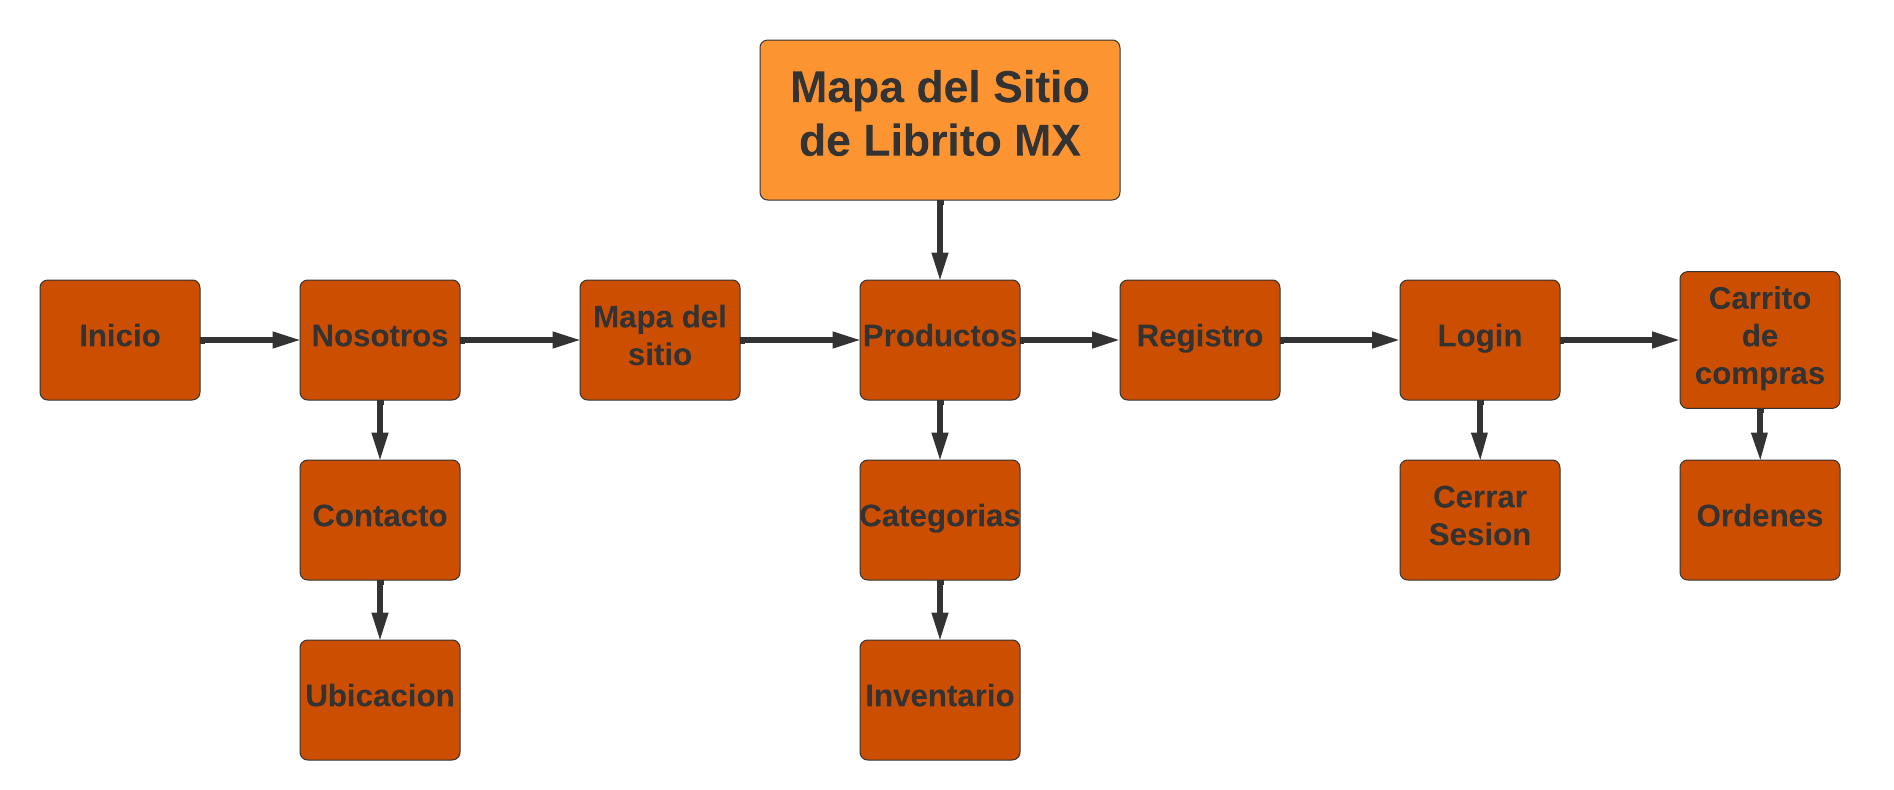 Mapa del Sitio
de Librito MX
Inicio
Nosotros
Mapa del
sitio
Productos
Registro
Login
Carrito
de
compras
Contacto
Categorias
Cerrar
Sesion
Ordenes
Ubicacion
Inventario